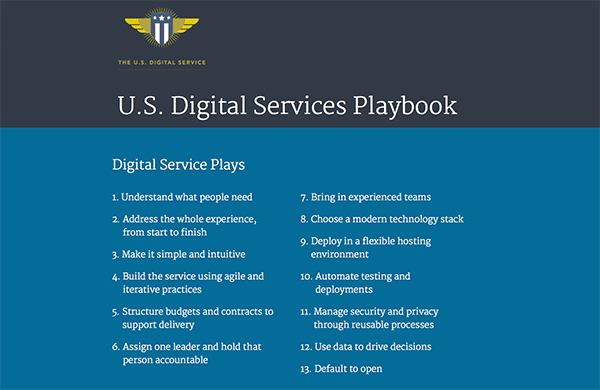 THE U.S. DIGITAL SERVICE
U.S. Digital Services Playbook
Digital Service Plays
1. Understand what people need
2. Address the whole experience,
from start to finish
3. Make it simple and intuitive
4. Build the service using agile and
iterative practices
5. Structure budgets and contracts to
support delivery
6. Assign one leader and hold that
person accountable
7. Bring in experienced teams
8. Choose a modern technology stack
9. Deploy in a flexible hosting
environment
10. Automate testing and
deployments
11. Manage security and privacy
through reusable processes
12. Use data to drive decisions
13. Default to open